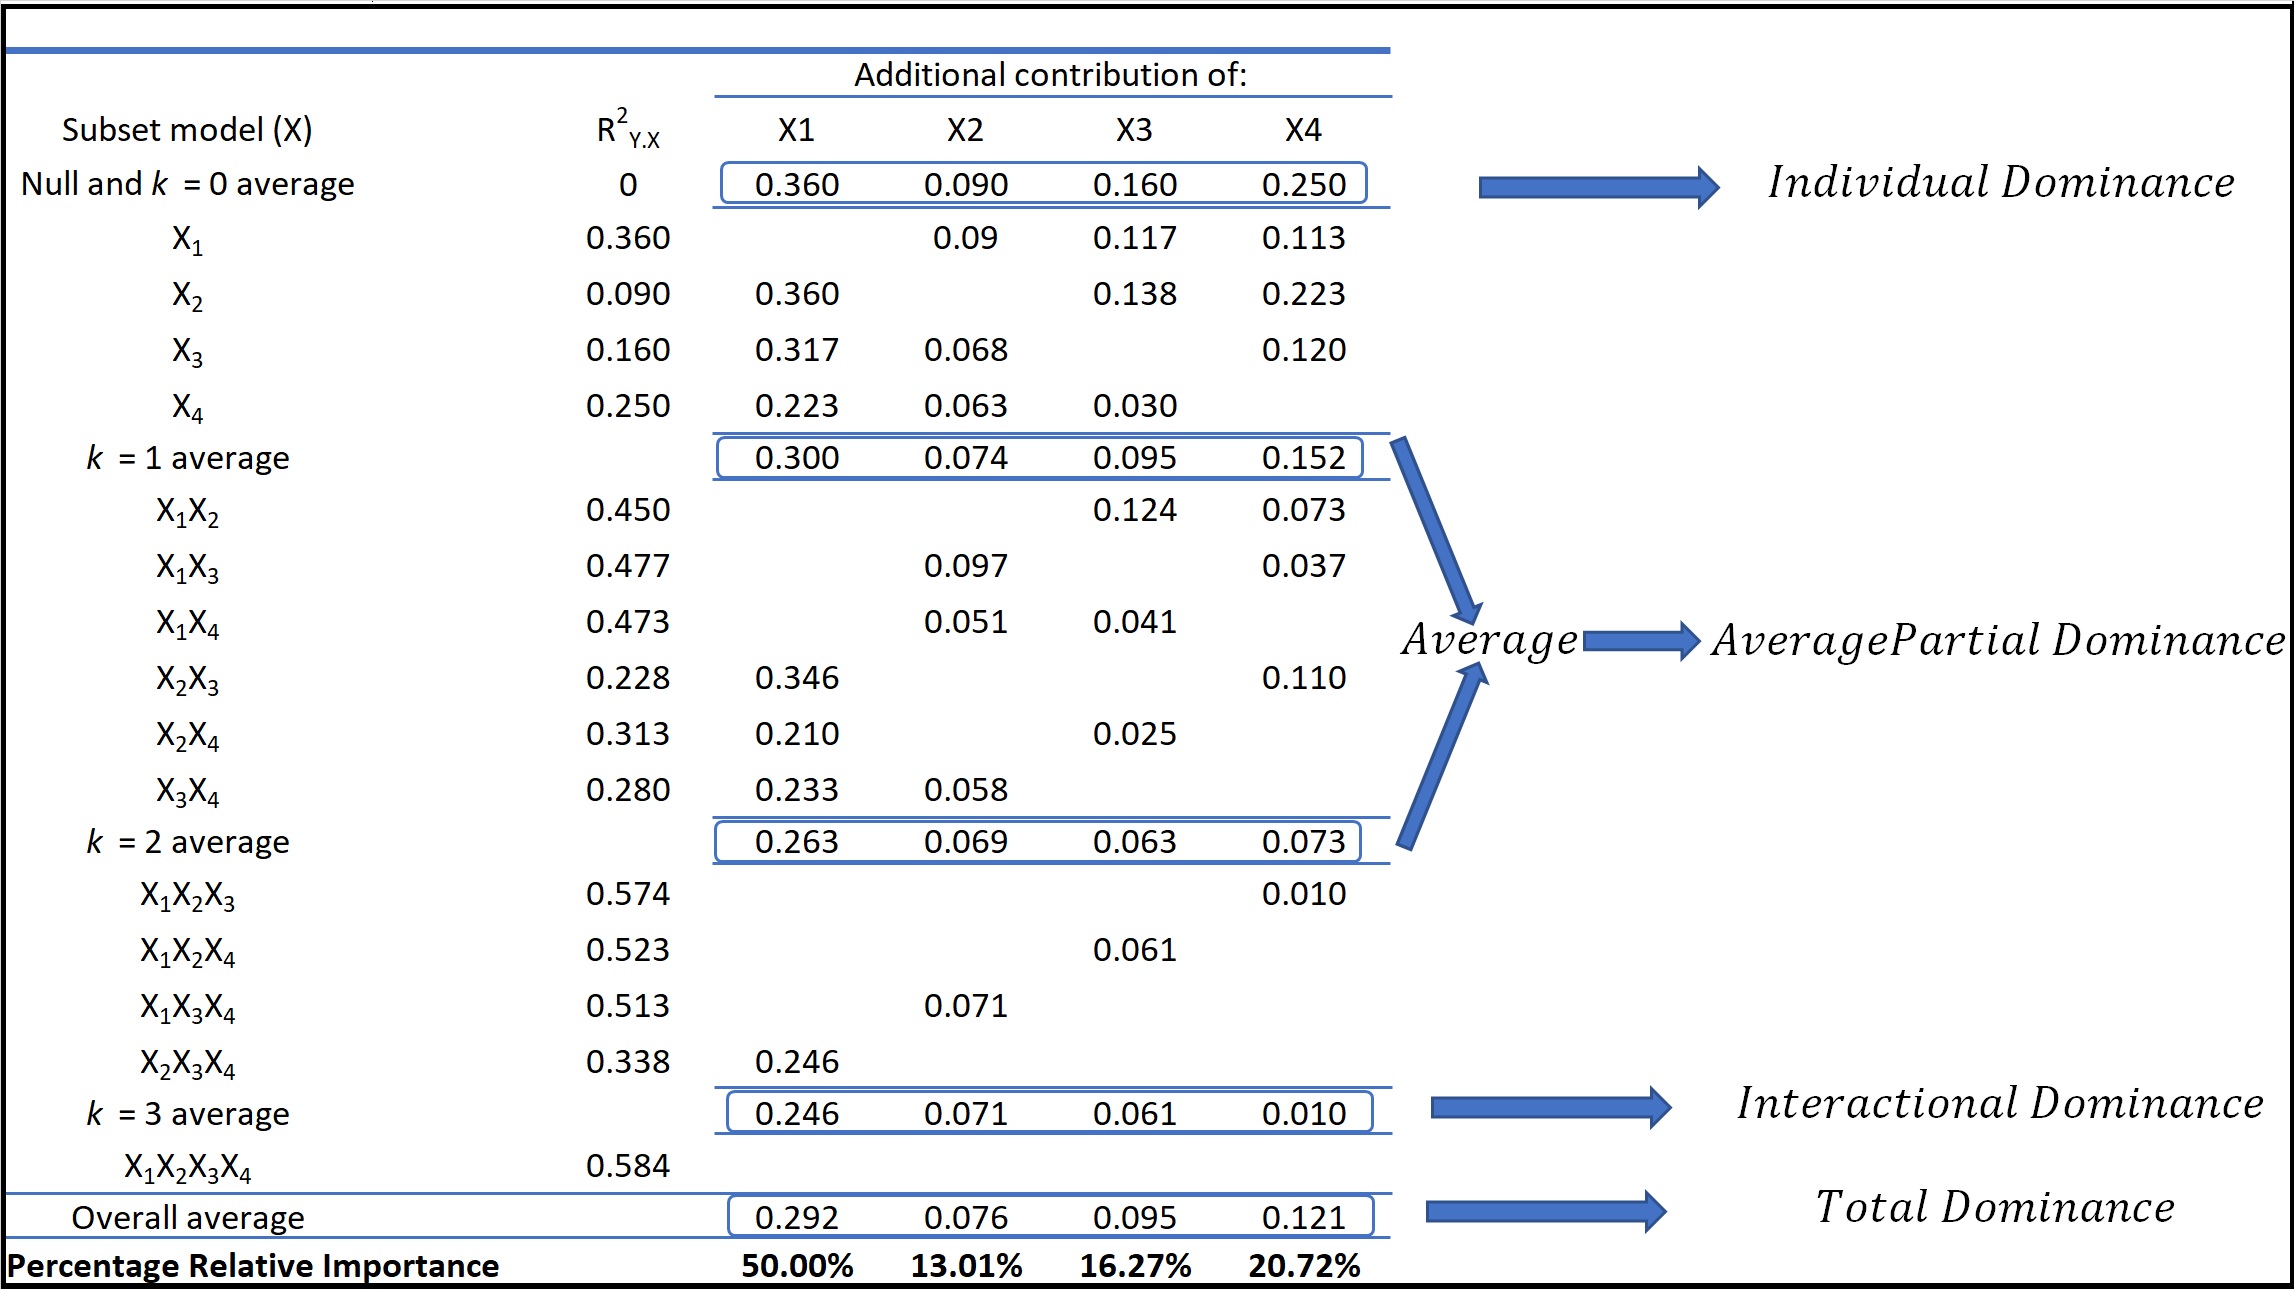 Additional contribution of:
Subset model (X) R²Y.X X1 X2 X3 X4
Null and k = 0 average 0 0.360 0.090 0.160 0.250 Individual Dominance
X₁ 0.360 0.09 0.117 0.113
X₂ 0.090 0.360 0.138 0.223
X₃ 0.160 0.317 0.068 0.120
X₄ 0.250 0.223 0.063 0.030
k = 1 average 0.300 0.074 0.095 0.152
X₁X₂ 0.450 0.124 0.073
X₁X₃ 0.477 0.097 0.037
X₁X₄ 0.473 0.051 0.041 Average AveragePartial Dominance
X₂X₃ 0.228 0.346 0.110
X₂X₄ 0.313 0.210 0.025
X₃X₄ 0.280 0.233 0.058
k = 2 average 0.263 0.069 0.063 0.073
X₁X₂X₃ 0.574 0.010
X₁X₂X₄ 0.523 0.061
X₁X₃X₄ 0.513 0.071
X₂X₃X₄ 0.338 0.246
k = 3 average 0.246 0.071 0.061 0.010 Interactional Dominance
X₁X₂X₃X₄ 0.584
Overall average 0.292 0.076 0.095 0.121 Total Dominance
Percentage Relative Importance 50.00% 13.01% 16.27% 20.72%